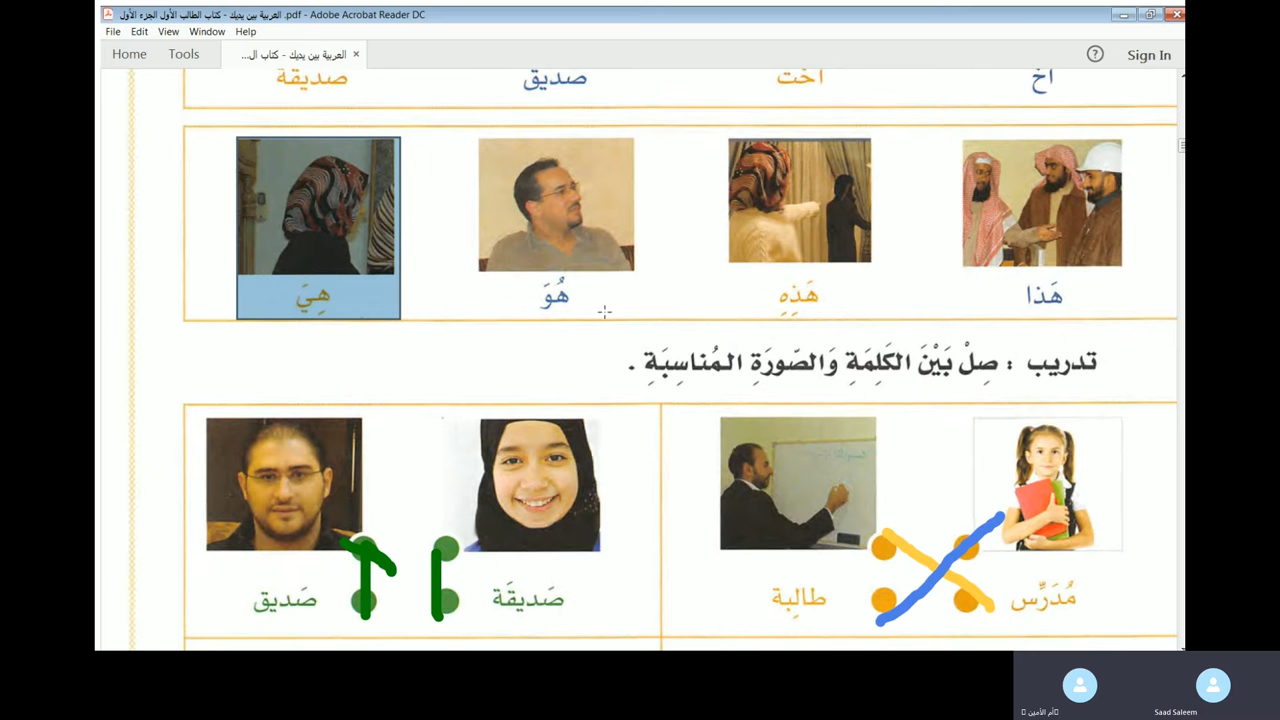 العربية بين يديك - كتاب الطالب الأول الجزء الأول .pdf - Adobe Acrobat Reader DC
File Edit View Window Help
Home Tools العربية بين يديك - كتاب ال... × Sign In
أخ أخت صديق صديقة
هَذا هَذِهِ هُوَ هِيَ
تدريب : صِلْ بَيْنَ الكَلِمَةِ وَالصّورَةِ المُناسِبَةِ .
مُدَرِّس طالِبة صَديقَة صَديق
أم الأمين
Saad Saleem